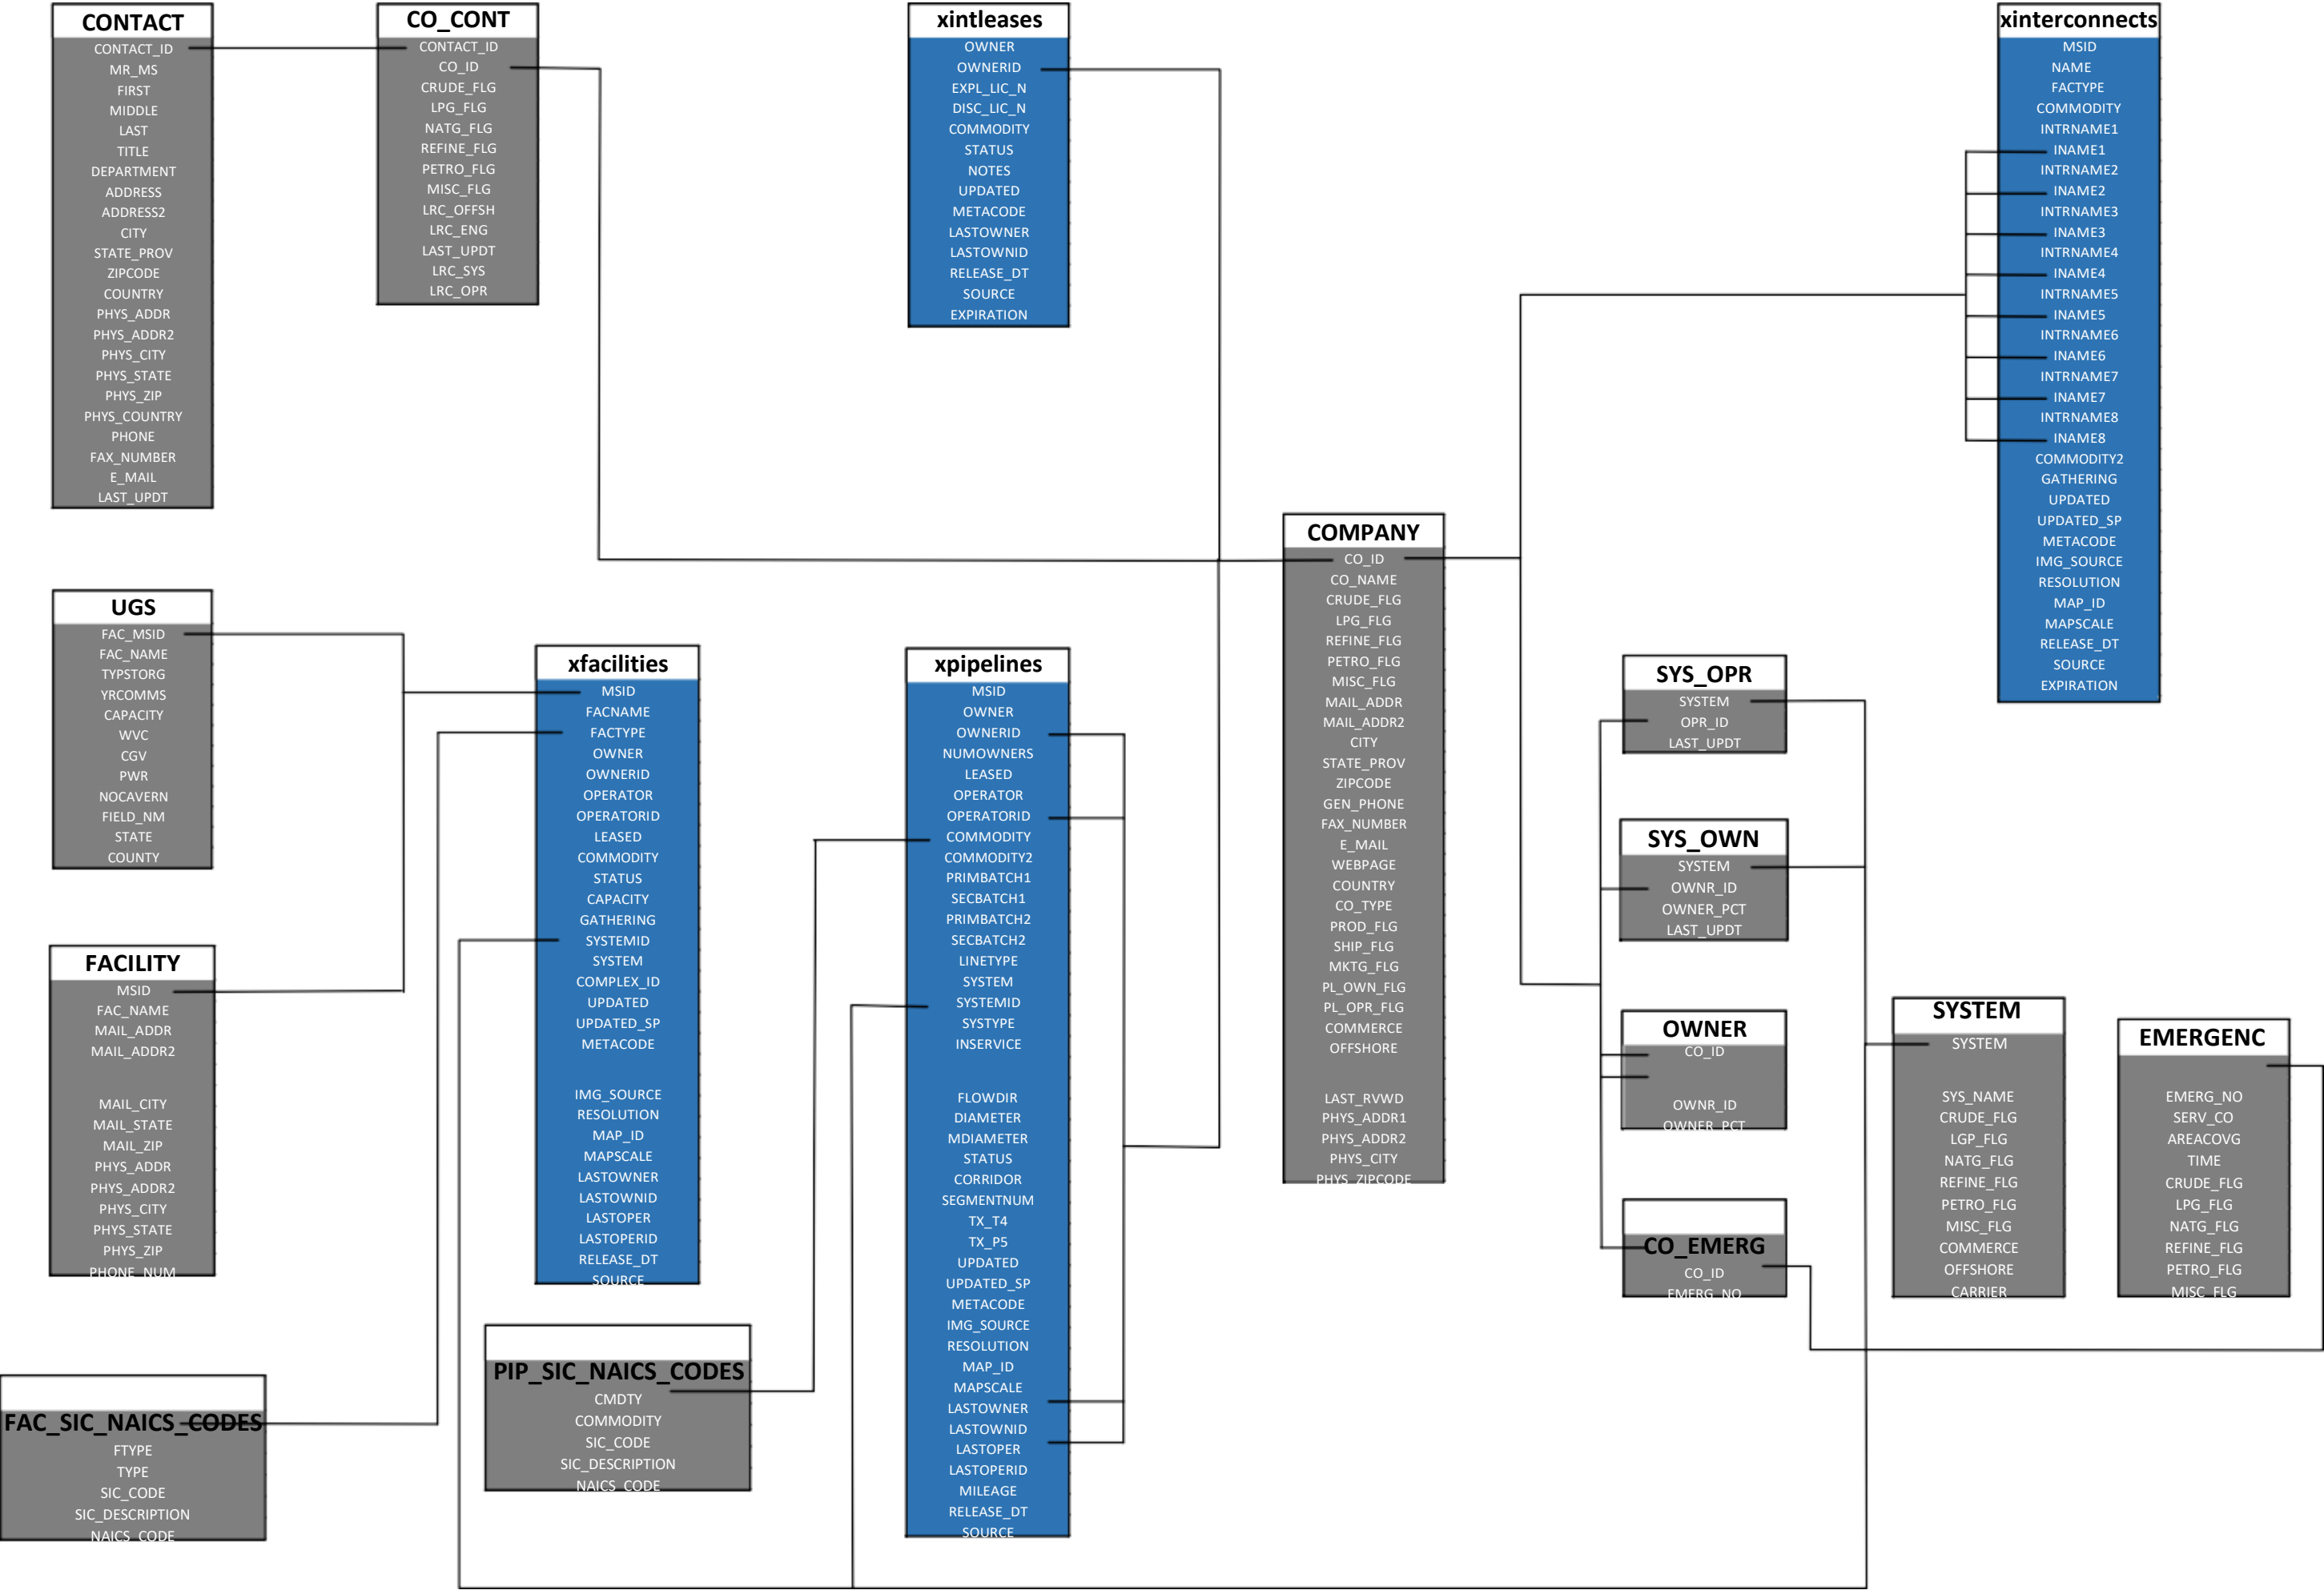 CONTACT
CONTACT_ID
MR_MS
FIRST
MIDDLE
LAST
TITLE
DEPARTMENT
ADDRESS
ADDRESS2
CITY
STATE_PROV
ZIPCODE
COUNTRY
PHYS_ADDR
PHYS_ADDR2
PHYS_CITY
PHYS_STATE
PHYS_ZIP
PHYS_COUNTRY
PHONE
FAX_NUMBER
E_MAIL
LAST_UPDT
CO_CONT
CONTACT_ID
CO_ID
CRUDE_FLG
LPG_FLG
NATG_FLG
REFINE_FLG
PETRO_FLG
MISC_FLG
LRC_OFFSH
LRC_ENG
LAST_UPDT
LRC_SYS
LRC_OPR
xintleases
OWNER
OWNERID
EXPL_LIC_N
DISC_LIC_N
COMMODITY
STATUS
NOTES
UPDATED
METACODE
LASTOWNER
LASTOWNID
RELEASE_DT
SOURCE
EXPIRATION
xinterconnects
MSID
NAME
FACTYPE
COMMODITY
INTRNAME1
INAME1
INTRNAME2
INAME2
INTRNAME3
INAME3
INTRNAME4
INAME4
INTRNAME5
INAME5
INTRNAME6
INAME6
INTRNAME7
INAME7
INTRNAME8
INAME8
COMMODITY2
GATHERING
UPDATED
UPDATED_SP
METACODE
IMG_SOURCE
RESOLUTION
MAP_ID
MAPSCALE
RELEASE_DT
SOURCE
EXPIRATION
UGS
FAC_MSID
FAC_NAME
TYPSTORG
YRCOMMS
CAPACITY
WVC
CGV
PWR
NOCAVERN
FIELD_NM
STATE
COUNTY
FACILITY
MSID
FAC_NAME
MAIL_ADDR
MAIL_ADDR2
MAIL_CITY
MAIL_STATE
MAIL_ZIP
PHYS_ADDR
PHYS_ADDR2
PHYS_CITY
PHYS_STATE
PHYS_ZIP
PHONE_NUM
FAC_SIC_NAICS_CODES
FTYPE
TYPE
SIC_CODE
SIC_DESCRIPTION
NAICS_CODE
xfacilities
MSID
FACNAME
FACTYPE
OWNER
OWNERID
OPERATOR
OPERATORID
LEASED
COMMODITY
STATUS
CAPACITY
GATHERING
SYSTEMID
SYSTEM
COMPLEX_ID
UPDATED
UPDATED_SP
METACODE
IMG_SOURCE
RESOLUTION
MAP_ID
MAPSCALE
LASTOWNER
LASTOWNID
LASTOPER
LASTOPERID
RELEASE_DT
SOURCE
PIP_SIC_NAICS_CODES
CMDTY
COMMODITY
SIC_CODE
SIC_DESCRIPTION
NAICS_CODE
xpipelines
MSID
OWNER
OWNERID
NUMOWNERS
LEASED
OPERATOR
OPERATORID
COMMODITY
COMMODITY2
PRIMBATCH1
SECBATCH1
PRIMBATCH2
SECBATCH2
LINETYPE
SYSTEM
SYSTEMID
SYSTYPE
INSERVICE
FLOWDIR
DIAMETER
MDIAMETER
STATUS
CORRIDOR
SEGMENTNUM
TX_T4
TX_P5
UPDATED
UPDATED_SP
METACODE
IMG_SOURCE
RESOLUTION
MAP_ID
MAPSCALE
LASTOWNER
LASTOWNID
LASTOPER
LASTOPERID
MILEAGE
RELEASE_DT
SOURCE
COMPANY
CO_ID
CO_NAME
CRUDE_FLG
LPG_FLG
REFINE_FLG
PETRO_FLG
MISC_FLG
MAIL_ADDR
MAIL_ADDR2
CITY
STATE_PROV
ZIPCODE
GEN_PHONE
FAX_NUMBER
E_MAIL
WEBPAGE
COUNTRY
CO_TYPE
PROD_FLG
SHIP_FLG
MKTG_FLG
PL_OWN_FLG
PL_OPR_FLG
COMMERCE
OFFSHORE
LAST_RVWD
PHYS_ADDR1
PHYS_ADDR2
PHYS_CITY
PHYS_ZIPCODE
SYS_OPR
SYSTEM
OPR_ID
LAST_UPDT
SYS_OWN
SYSTEM
OWNR_ID
OWNER_PCT
LAST_UPDT
OWNER
CO_ID
OWNR_ID
OWNER_PCT
CO_EMERG
CO_ID
EMERG_NO
SYSTEM
SYSTEM
SYS_NAME
CRUDE_FLG
LGP_FLG
NATG_FLG
REFINE_FLG
PETRO_FLG
MISC_FLG
COMMERCE
OFFSHORE
CARRIER
EMERGENC
EMERG_NO
SERV_CO
AREACOVG
TIME
CRUDE_FLG
LPG_FLG
NATG_FLG
REFINE_FLG
PETRO_FLG
MISC_FLG